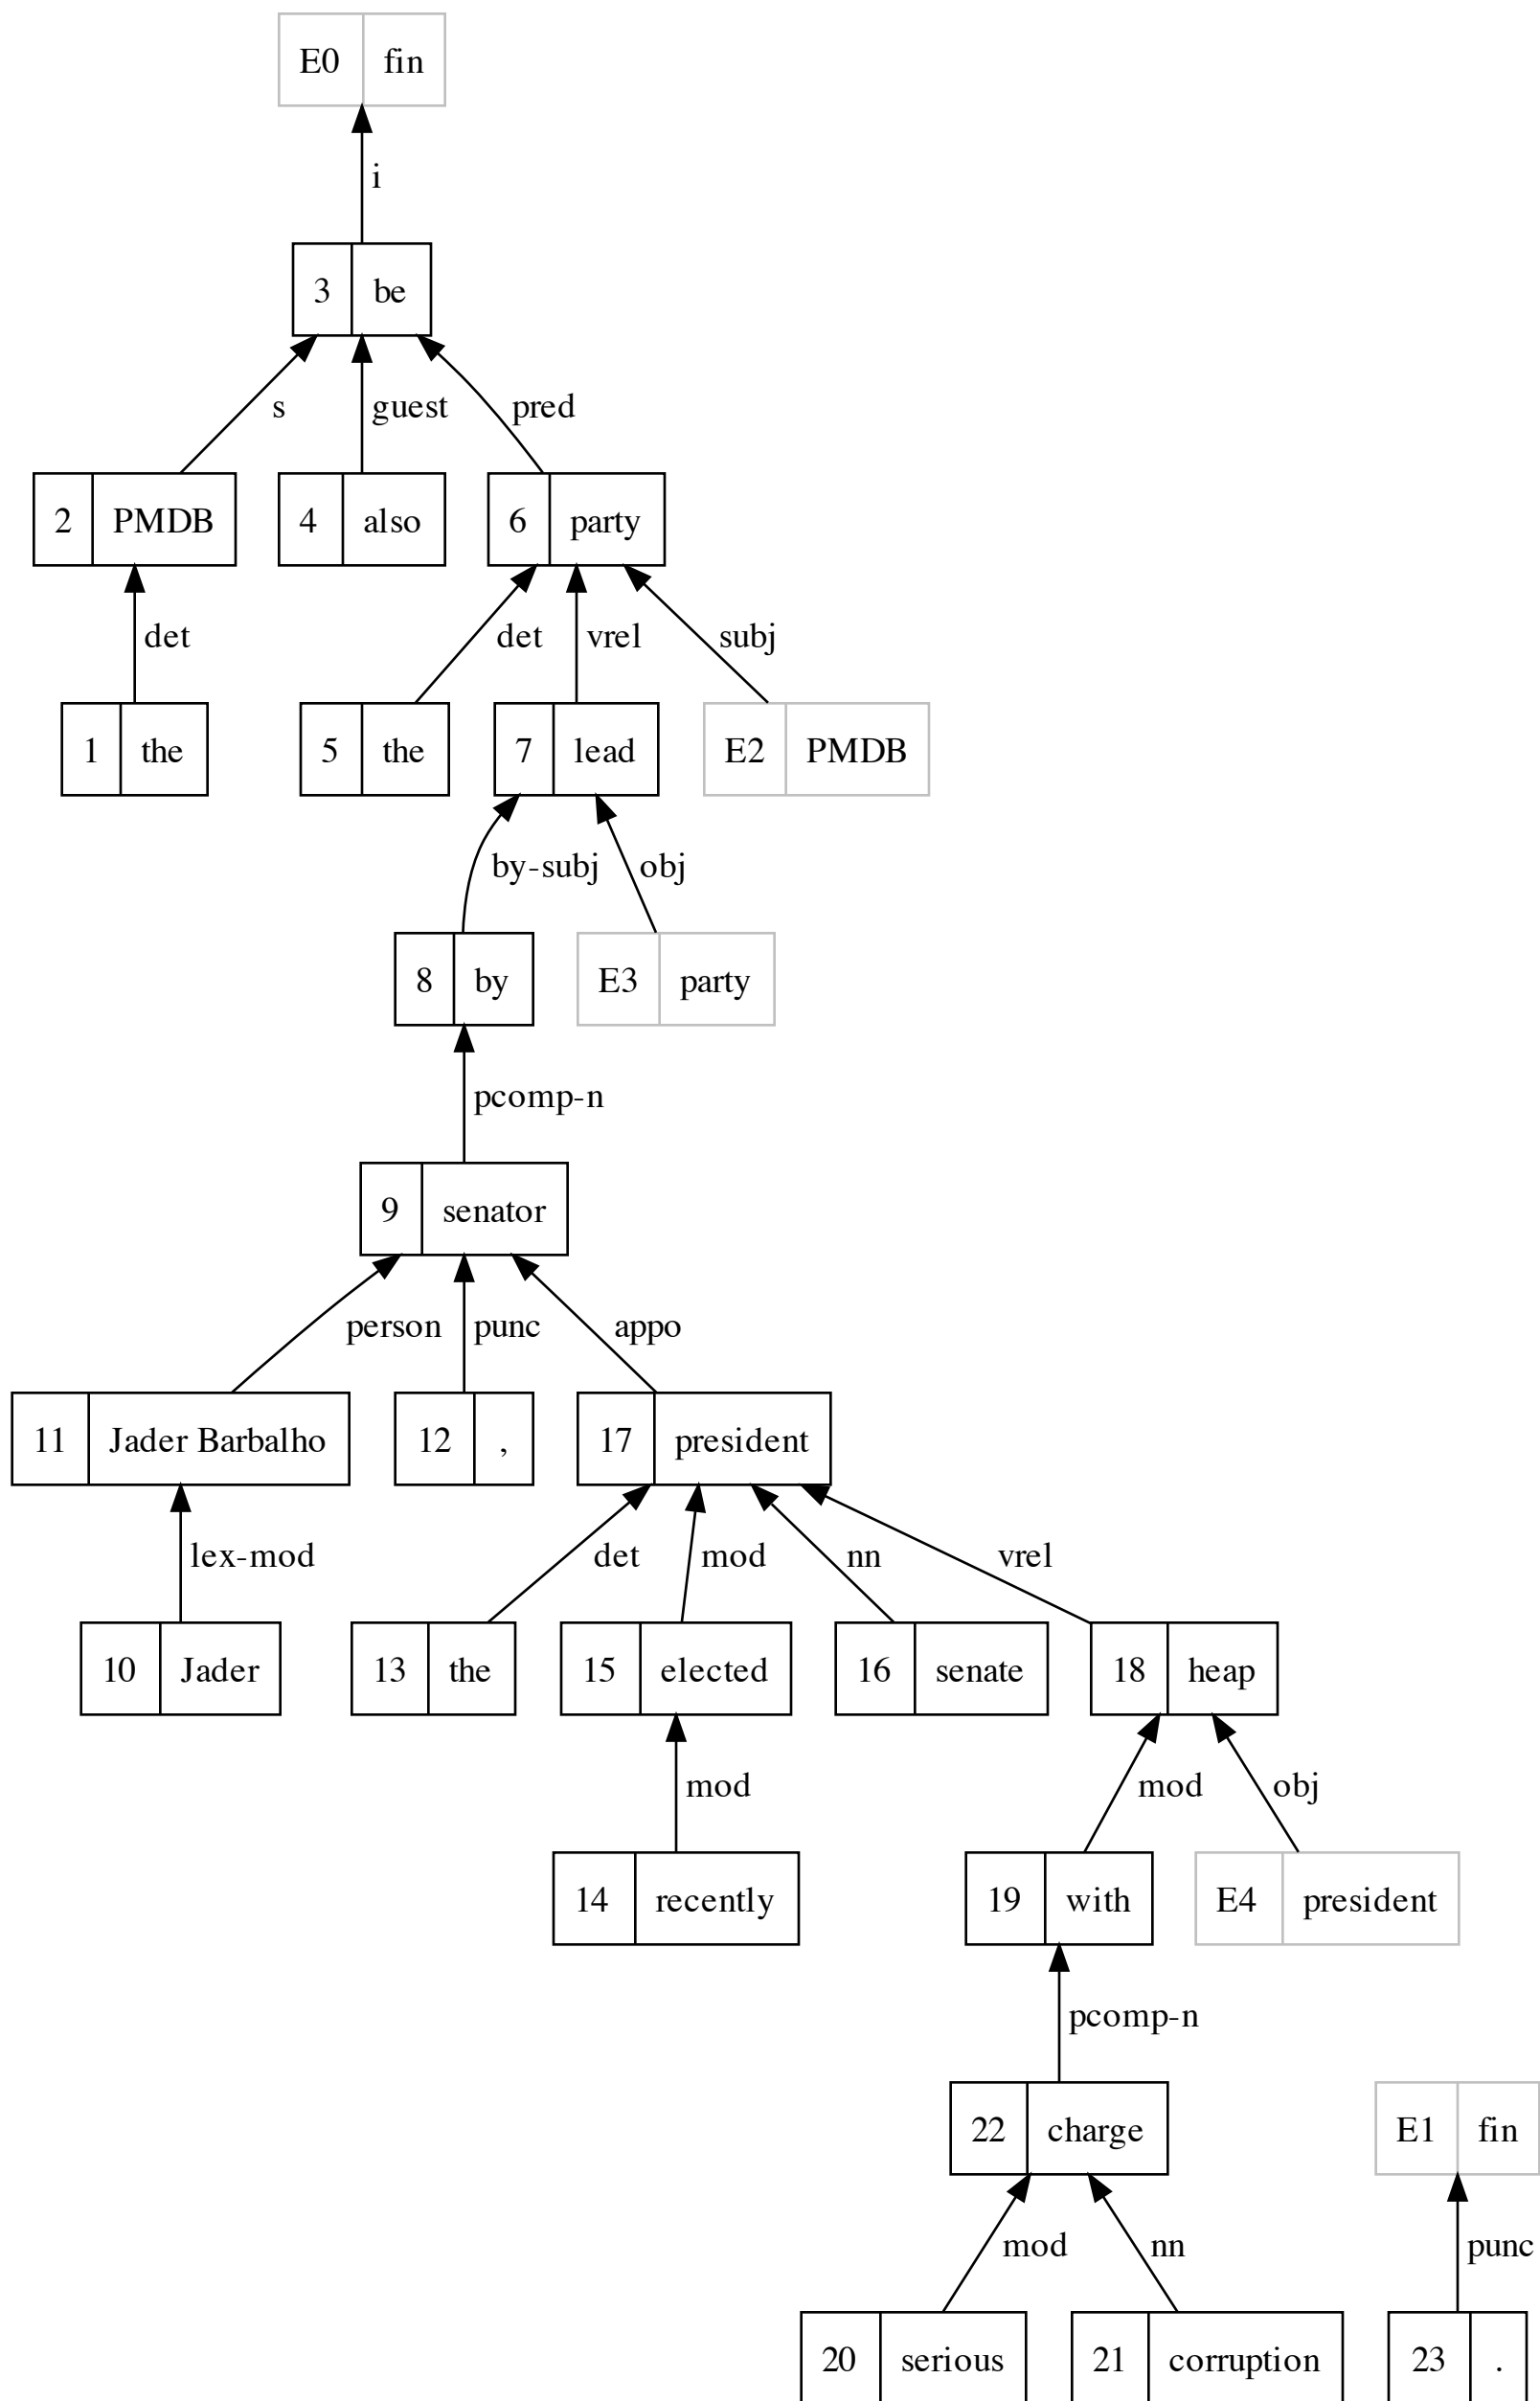 E0 fin
i
3 be
s guest pred
2 PMDB 4 also 6 party
det det vrel subj
1 the 5 the 7 lead E2 PMDB
by-subj obj
8 by E3 party
pcomp-n
9 senator
person punc appo
11 Jader Barbalho 12 , 17 president
lex-mod det mod nn vrel
10 Jader 13 the 15 elected 16 senate 18 heap
mod mod obj
14 recently 19 with E4 president
pcomp-n
22 charge E1 fin
mod nn punc
20 serious 21 corruption 23 .